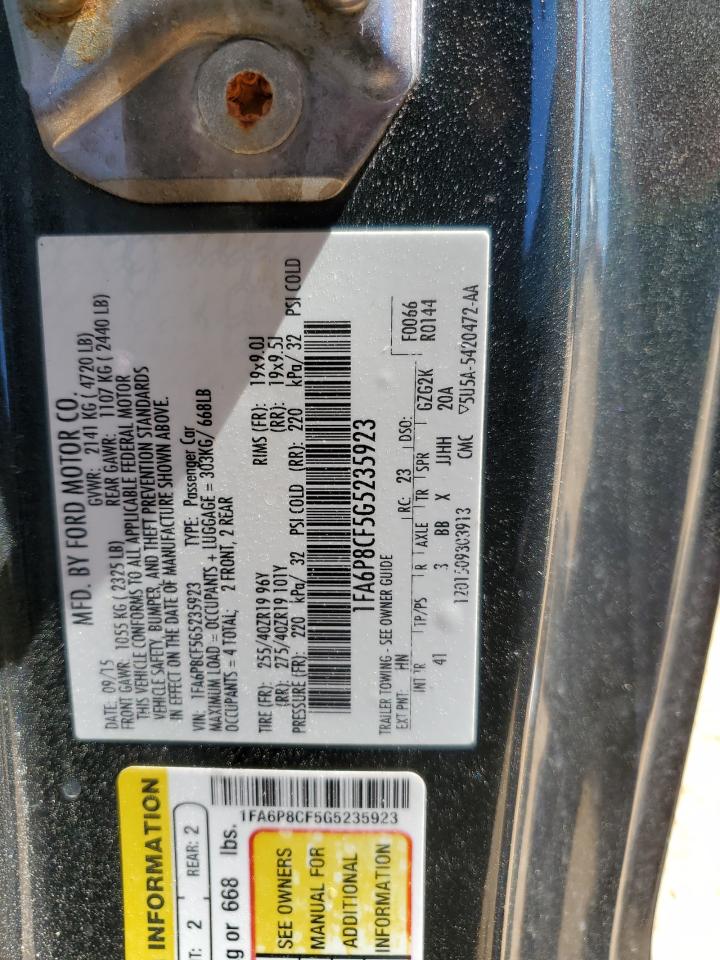 MFD. BY FORD MOTOR CO.
DATE: 09/15 GVWR: 2141 KG ( 4720 LB)
FRONT GAWR: 1055 KG ( 2325 LB) REAR GAWR: 1107 KG ( 2440 LB)
THIS VEHICLE CONFORMS TO ALL APPLICABLE FEDERAL MOTOR
VEHICLE SAFETY, BUMPER, AND THEFT PREVENTION STANDARDS
IN EFFECT ON THE DATE OF MANUFACTURE SHOWN ABOVE.
VIN: 1FA6P8CF5G5235923 TYPE: Passenger Car
MAXIMUM LOAD = OCCUPANTS + LUGGAGE = 303KG/ 668LB
OCCUPANTS = 4 TOTAL; 2 FRONT, 2 REAR
TIRE (FR): 255/40ZR19 96Y RIMS (FR): 19x9.0J
(RR): 275/40ZR19 101Y (RR): 19x9.5J
PRESSURE (FR): 220 kPa/ 32 PSI COLD (RR): 220 kPa/ 32 PSI COLD
1FA6P8CF5G5235923
TRAILER TOWING - SEE OWNER GUIDE
F0066
EXT PNT: HN RC: 23 DSO: R0144
INT TR TP/PS R AXLE TR SPR GZG2K
41 3 BB X JJHH 20A
CMC ▽5U5A-5420472-AA
INFORMATION
1FA6P8CF5G5235923
2 REAR: 2
g or 668 lbs.
SEE OWNERS
MANUAL FOR
ADDITIONAL
INFORMATION